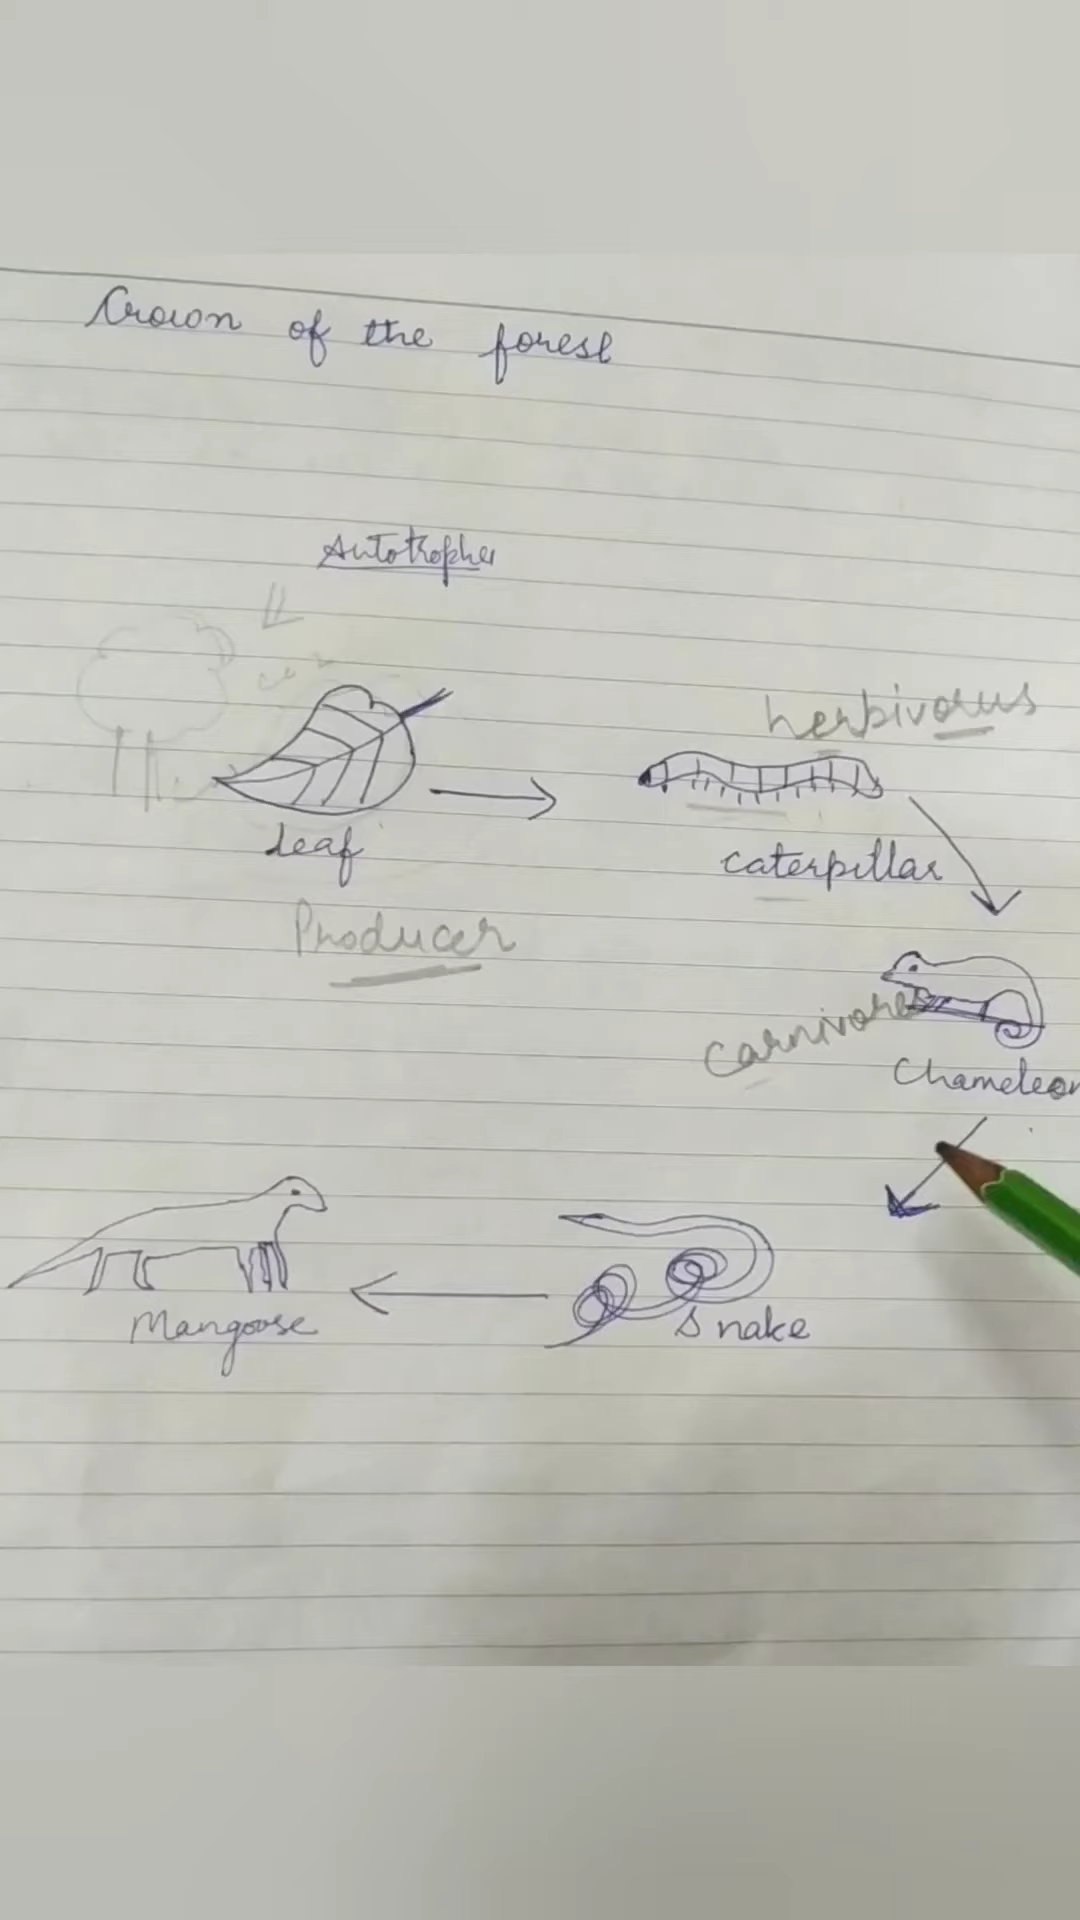 Crown of the forest
Autotrophes
herbivorus
leaf
caterpillar
Producer
carnivores
Chameleon
Mangoose
Snake